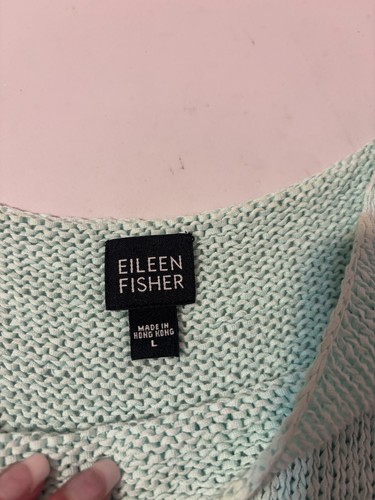 EILEEN
FISHER
MADE IN
HONG KONG
L